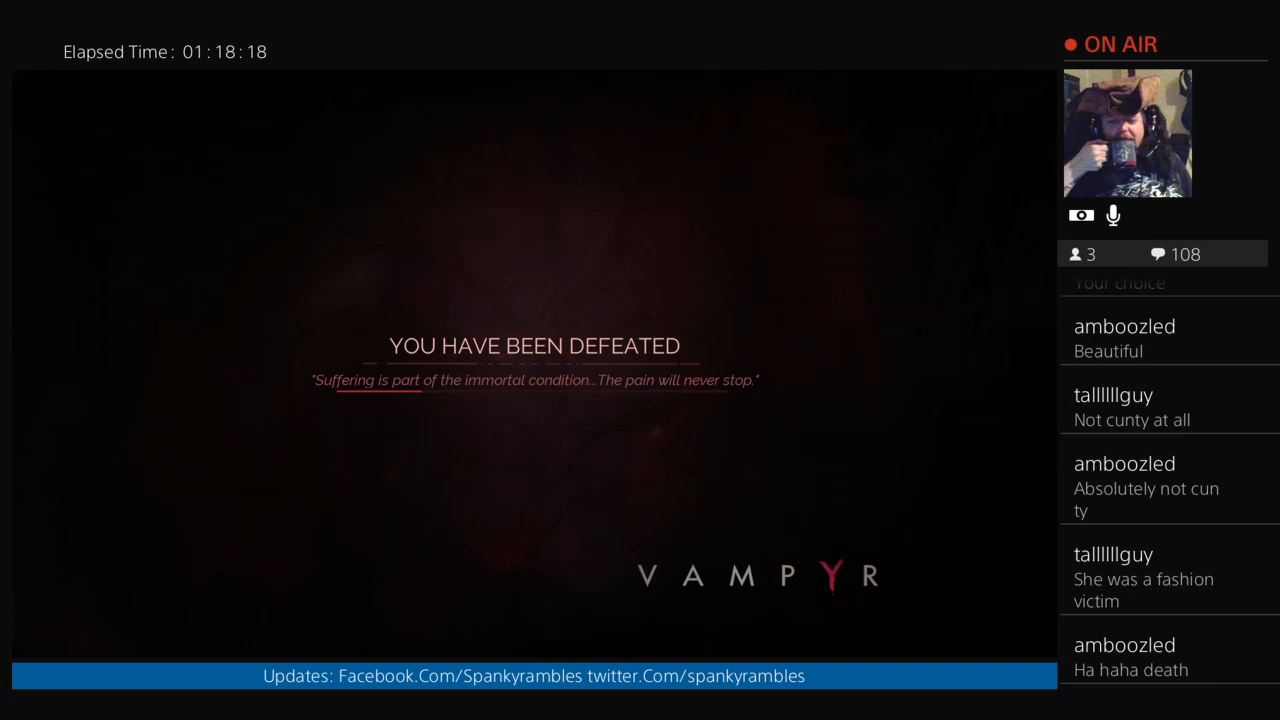 Elapsed Time: 01:18:18
YOU HAVE BEEN DEFEATED
"Suffering is part of the immortal condition...The pain will never stop."
VAMPYR
Updates: Facebook.Com/Spankyrambles twitter.Com/spankyrambles
ON AIR
3 108
Your choice
amboozled
Beautiful
tallllllguy
Not cunty at all
amboozled
Absolutely not cun
ty
tallllllguy
She was a fashion
victim
amboozled
Ha haha death